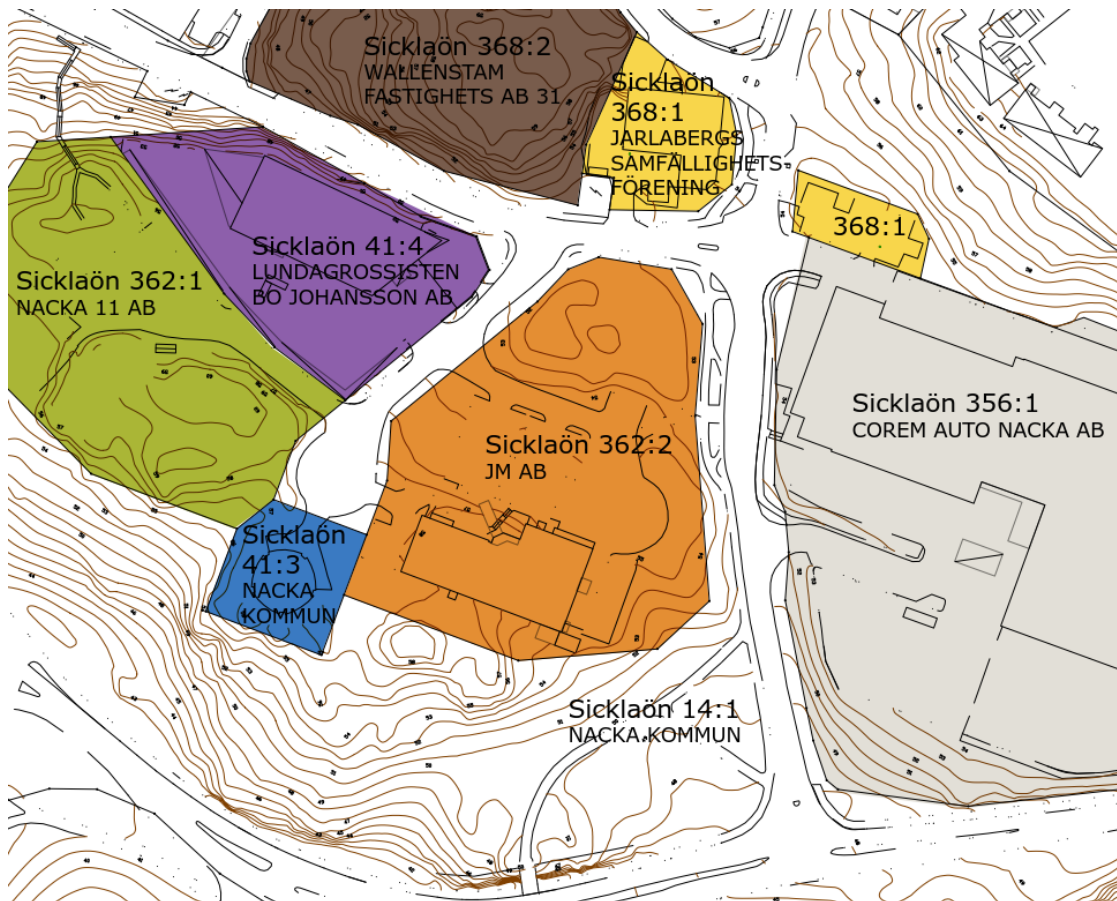 Sicklaön 368:2
WALLENSTAM
FASTIGHETS AB 31
Sicklaön
368:1
JARLABERGS
SAMFÄLLIGHETS-
FÖRENING
368:1
Sicklaön 41:4
LUNDAGROSSISTEN
BO JOHANSSON AB
Sicklaön 362:1
NACKA 11 AB
Sicklaön 356:1
COREM AUTO NACKA AB
Sicklaön 362:2
JM AB
Sicklaön
41:3
NACKA
KOMMUN
Sicklaön 14:1
NACKA KOMMUN